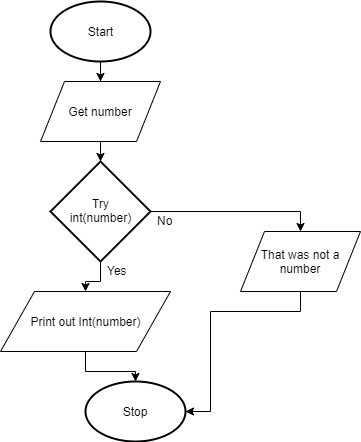 Start
Get number
Try
int(number)
No
That was not a
number
Yes
Print out Int(number)
Stop